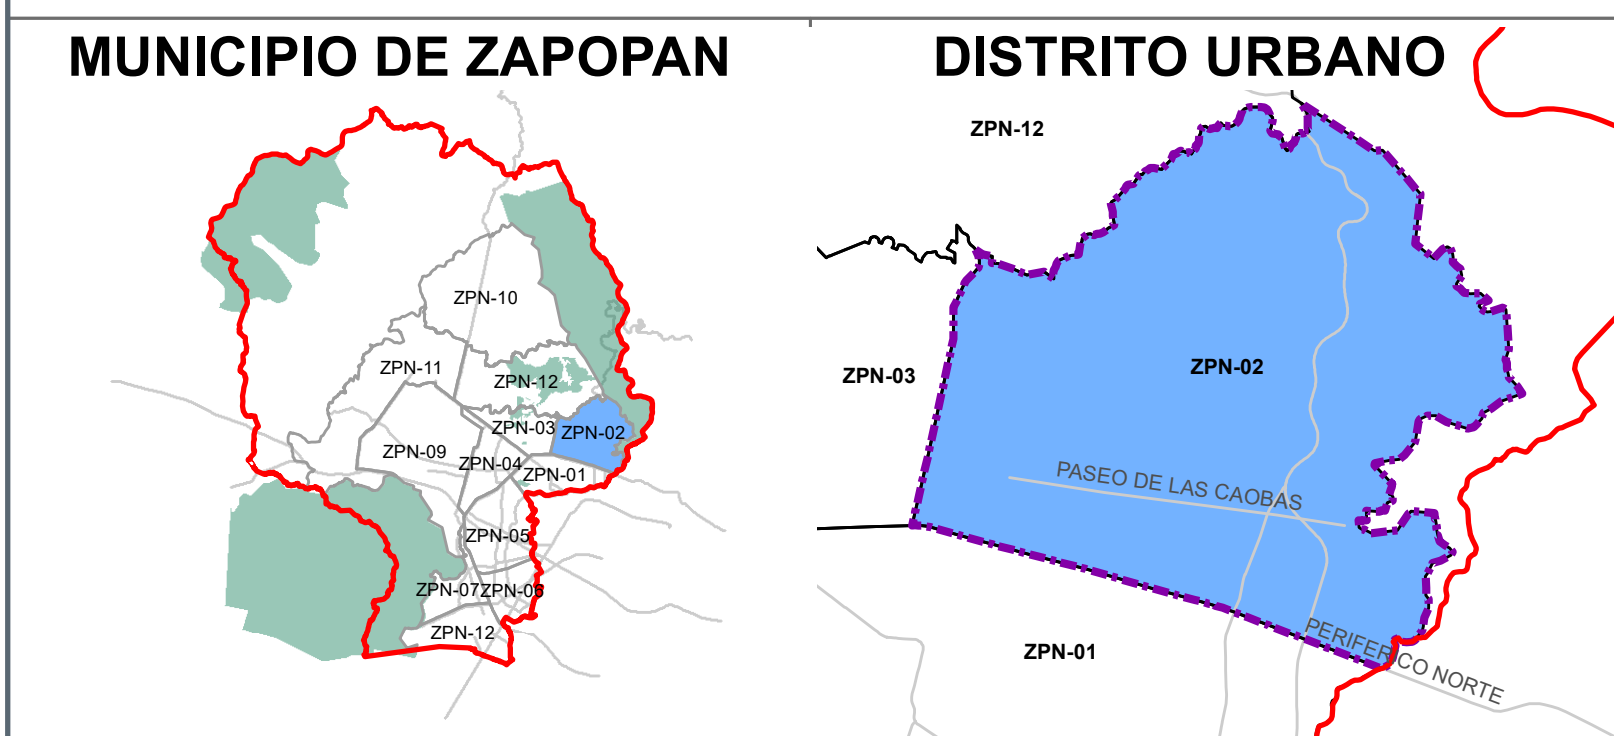 MUNICIPIO DE ZAPOPAN
ZPN-10
ZPN-11
ZPN-12
ZPN-03
ZPN-02
ZPN-09
ZPN-04
ZPN-01
ZPN-05
ZPN-07
ZPN-06
ZPN-12
DISTRITO URBANO
ZPN-12
ZPN-03
ZPN-02
PASEO DE LAS CAOBAS
ZPN-01
PERIFERICO NORTE